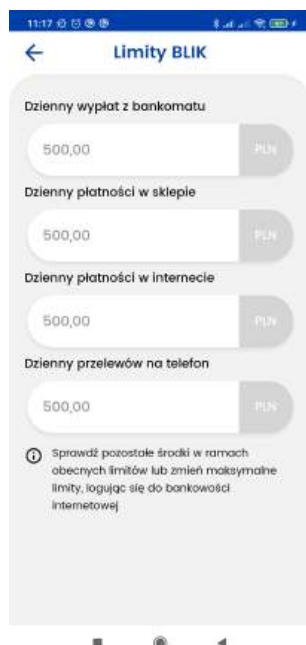 11:17
Limity BLIK
Dzienny wypłat z bankomatu
500,00 PLN
Dzienny płatności w sklepie
500,00 PLN
Dzienny płatności w internecie
500,00 PLN
Dzienny przelewów na telefon
500,00 PLN
Sprawdź pozostałe środki w ramach
obecnych limitów lub zmień maksymalne
limity, logując się do bankowości
internetowej